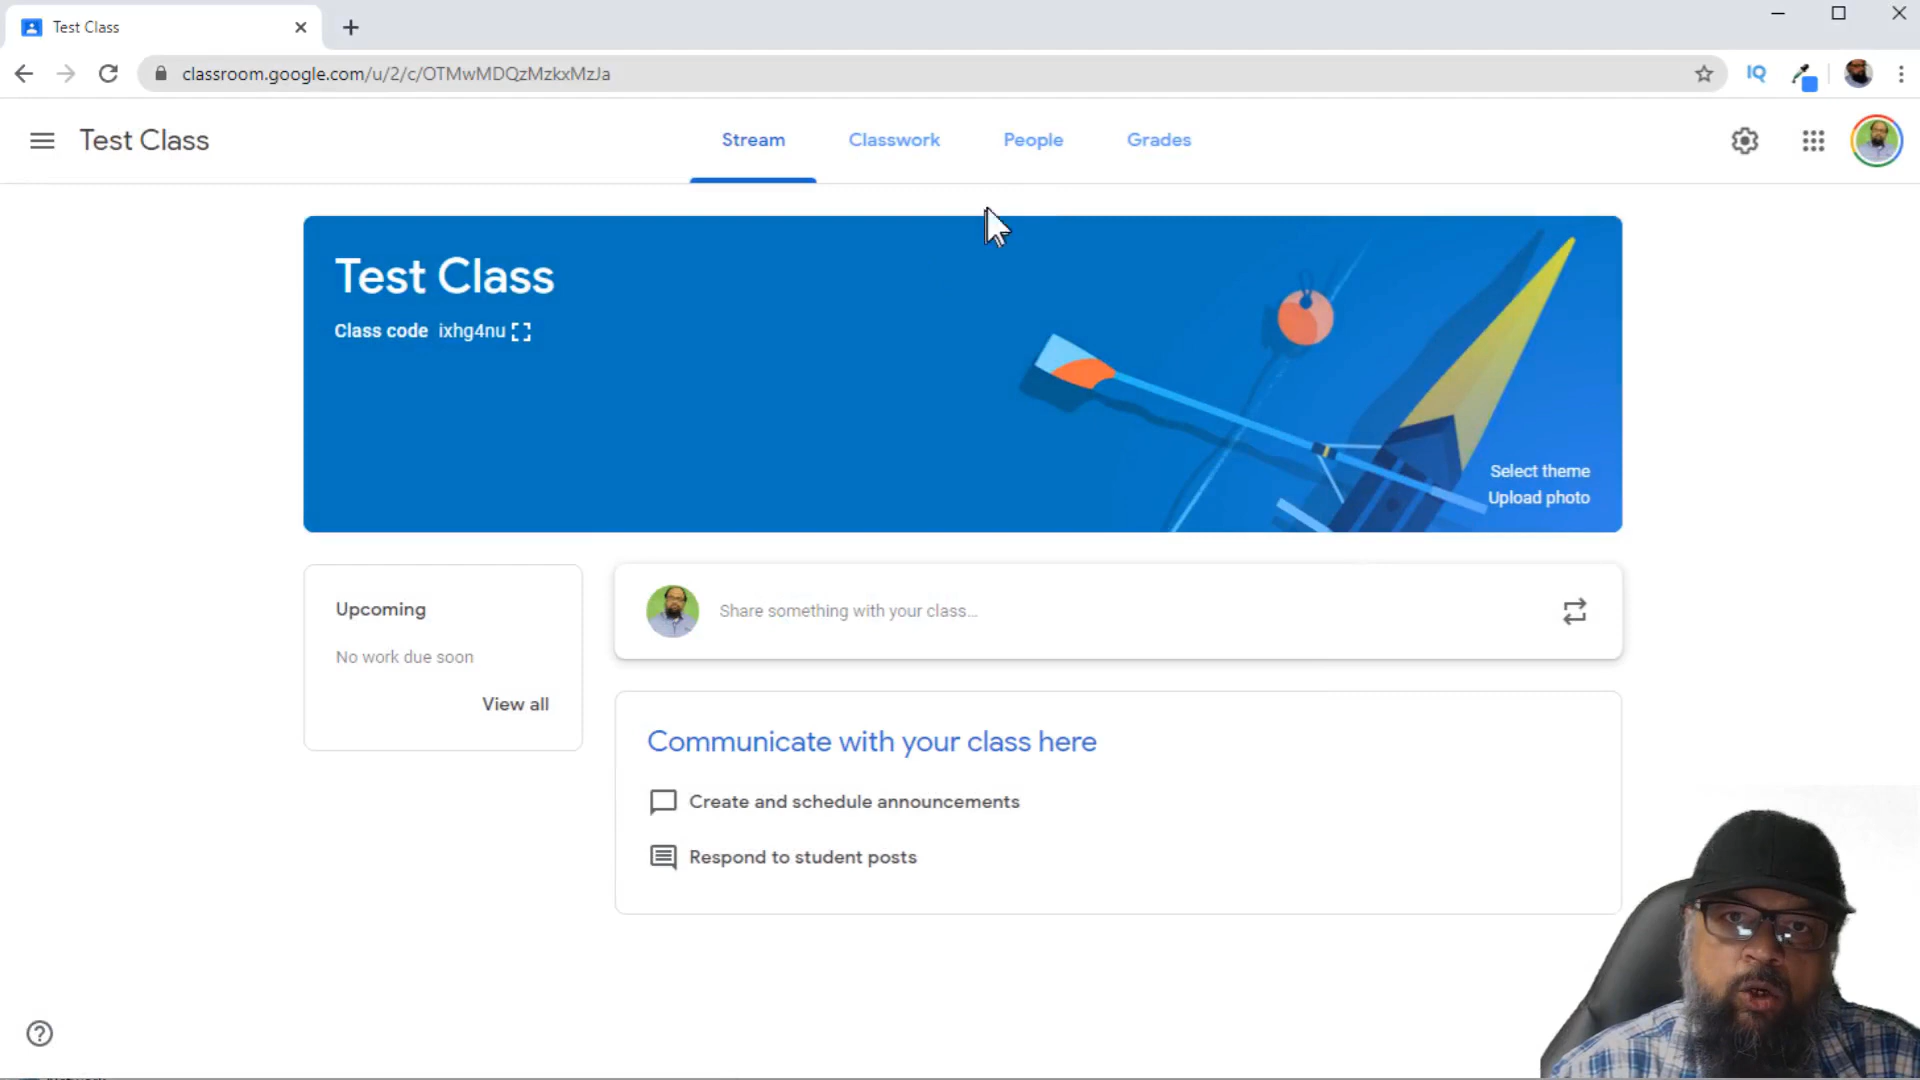 Test Class
classroom.google.com/u/2/c/OTMwMDQzMzkxMzJa
IQ
Test Class
Stream
Classwork
People
Grades
Test Class
Class code ixhg4nu
Select theme
Upload photo
Upcoming
No work due soon
View all
Share something with your class...
Communicate with your class here
Create and schedule announcements
Respond to student posts